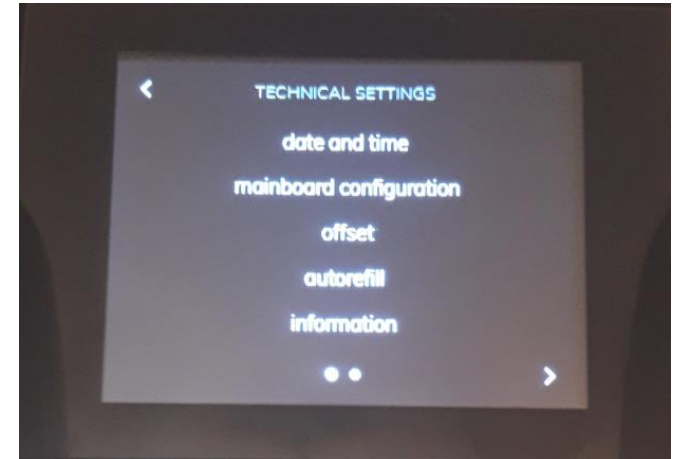 TECHNICAL SETTINGS
date and time
mainboard configuration
offset
autorefill
information